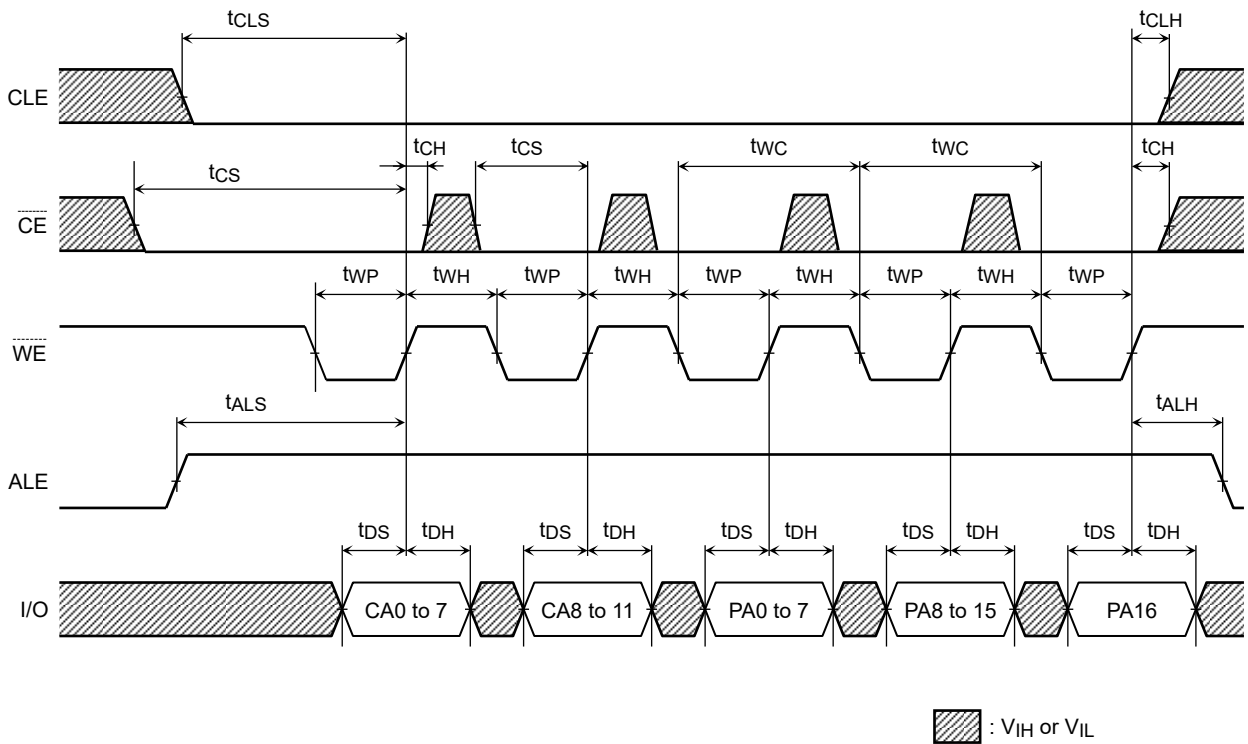 tCLS
tCLH
CLE
tCH
tCS
tWC
tWC
tCH
tCS
CE
tWP
tWH
tWP
tWH
tWP
tWH
tWP
tWH
tWP
WE
tALS
tALH
ALE
tDS
tDH
tDS
tDH
tDS
tDH
tDS
tDH
tDS
tDH
I/O
CA0 to 7
CA8 to 11
PA0 to 7
PA8 to 15
PA16
: VIH or VIL